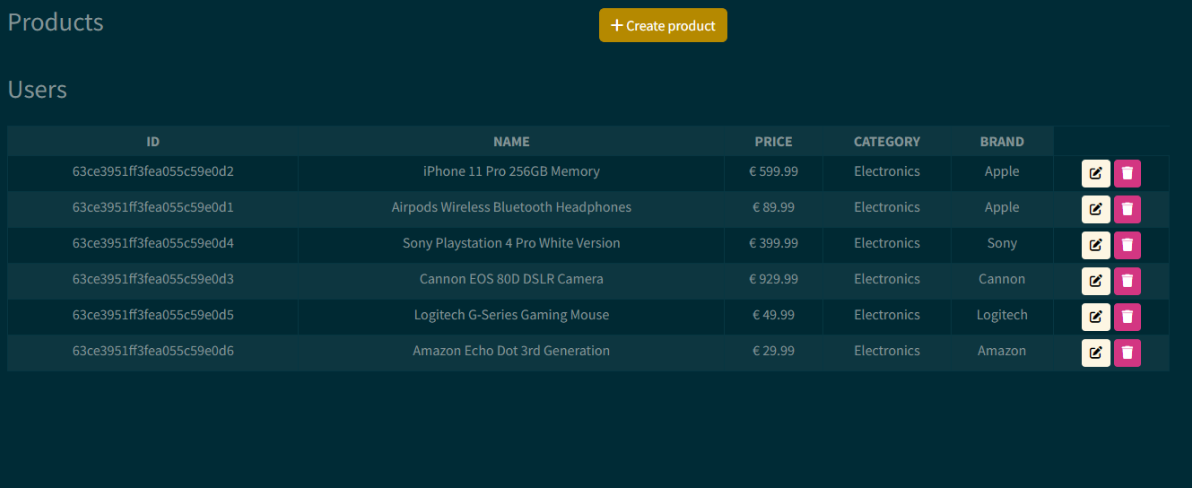 Products
+ Create product
Users
ID NAME PRICE CATEGORY BRAND
63ce3951ff3fea055c59e0d2 iPhone 11 Pro 256GB Memory € 599.99 Electronics Apple
63ce3951ff3fea055c59e0d1 Airpods Wireless Bluetooth Headphones € 89.99 Electronics Apple
63ce3951ff3fea055c59e0d4 Sony Playstation 4 Pro White Version € 399.99 Electronics Sony
63ce3951ff3fea055c59e0d3 Cannon EOS 80D DSLR Camera € 929.99 Electronics Cannon
63ce3951ff3fea055c59e0d5 Logitech G-Series Gaming Mouse € 49.99 Electronics Logitech
63ce3951ff3fea055c59e0d6 Amazon Echo Dot 3rd Generation € 29.99 Electronics Amazon